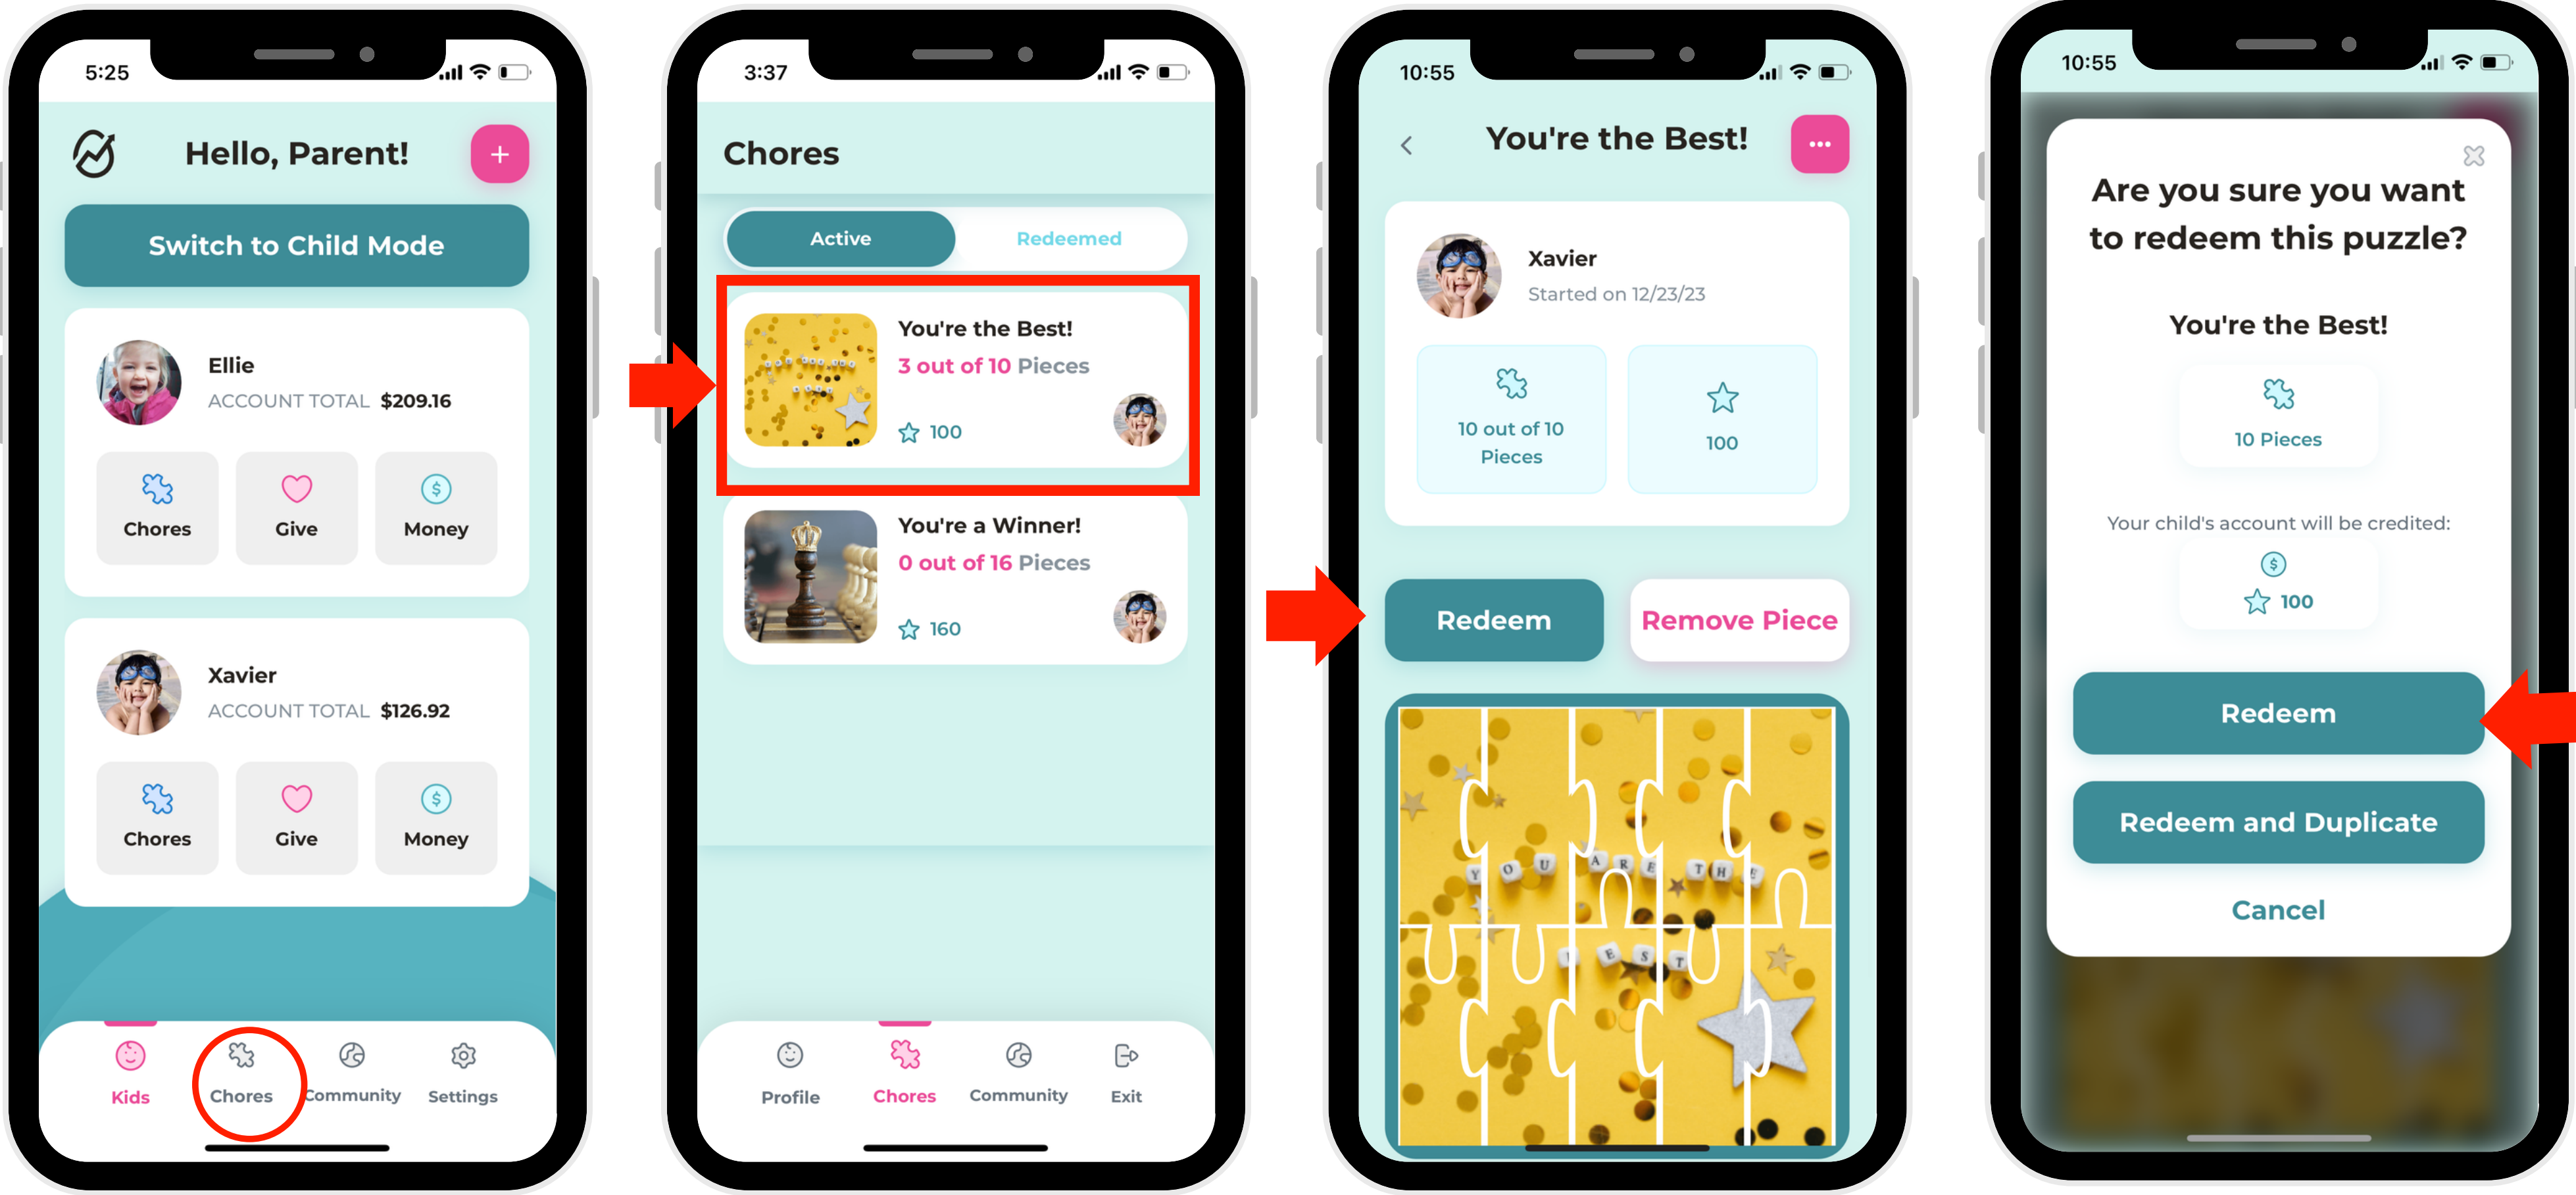 5:25
Hello, Parent!
+
Switch to Child Mode
Ellie
ACCOUNT TOTAL $209.16
Chores
Give
Money
Xavier
ACCOUNT TOTAL $126.92
Chores
Give
Money
Kids
Chores
Community
Settings
3:37
Chores
Active
Redeemed
You're the Best!
3 out of 10 Pieces
100
You're a Winner!
0 out of 16 Pieces
160
Profile
Chores
Community
Exit
10:55
You're the Best!
Xavier
Started on 12/23/23
10 out of 10
Pieces
100
Redeem
Remove Piece
YOU ARE THE
BEST
10:55
Are you sure you want
to redeem this puzzle?
You're the Best!
10 Pieces
Your child's account will be credited:
$
100
Redeem
Redeem and Duplicate
Cancel